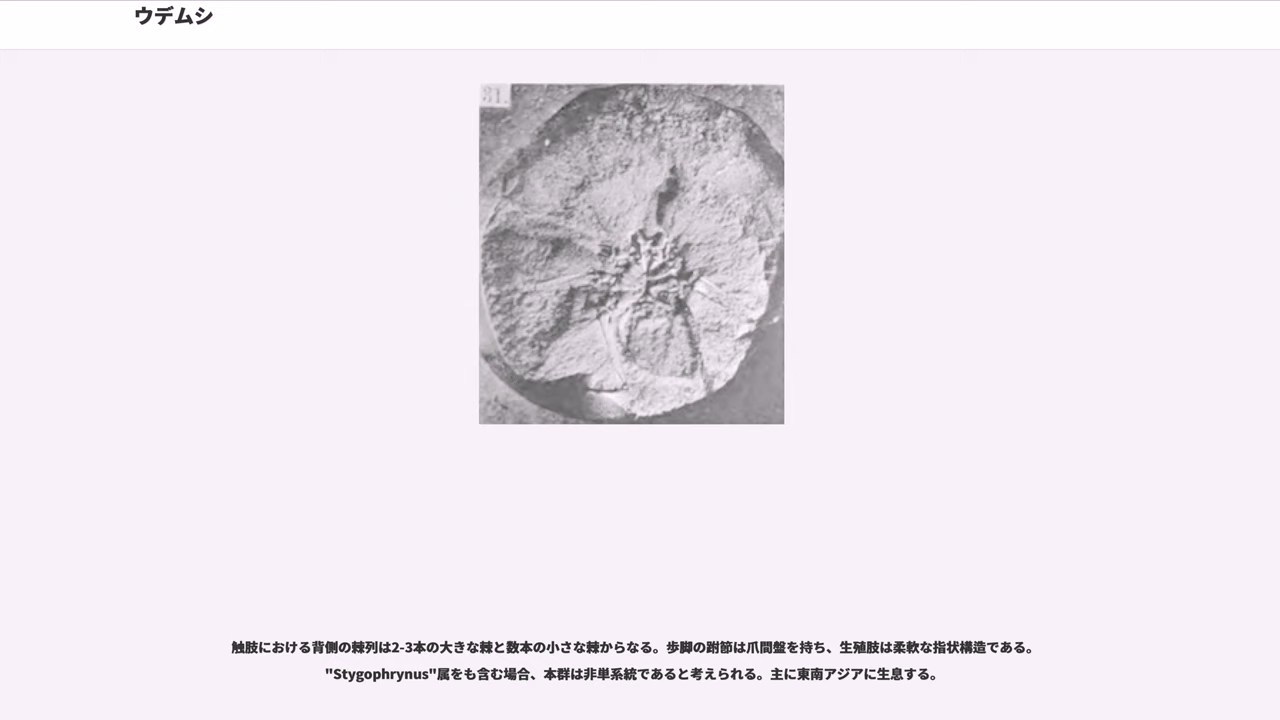 ウデムシ
31.
触肢における背側の棘列は2-3本の大きな棘と数本の小さな棘からなる。歩脚の跗節は爪間盤を持ち、生殖肢は柔軟な指状構造である。
"Stygophrynus"属をも含む場合、本群は非単系統であると考えられる。主に東南アジアに生息する。